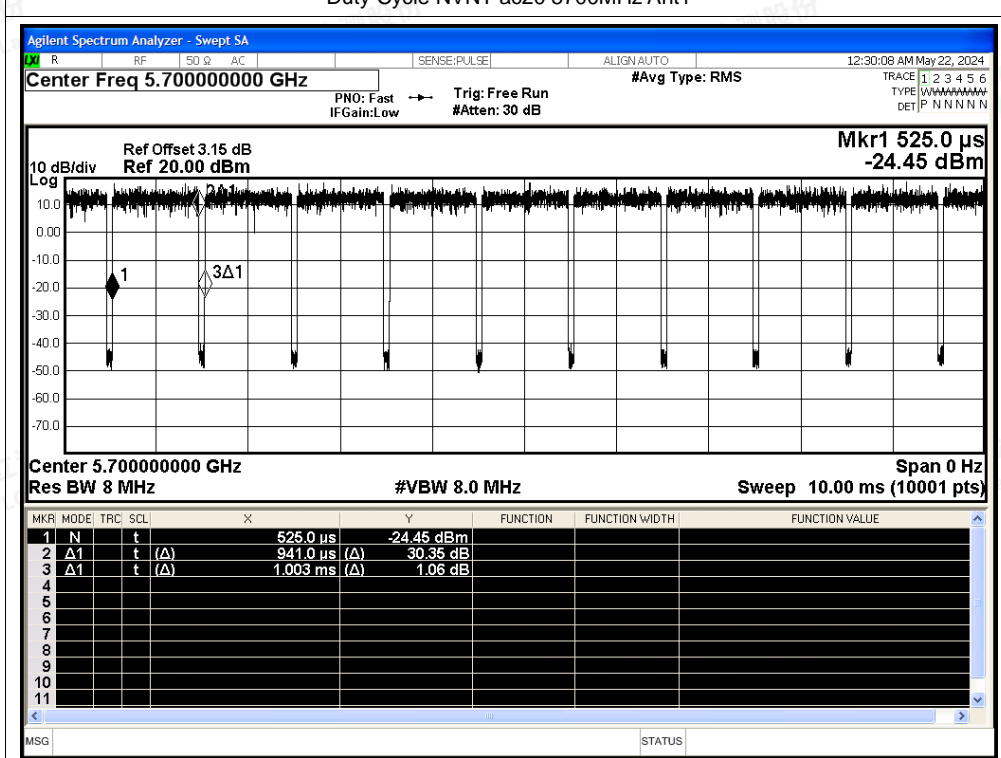 Duty Cycle NVNT ac20 5700MHz Ant1
Agilent Spectrum Analyzer - Swept SA
LXI R RF 50 Ω AC SENSE:PULSE ALIGN AUTO 12:30:08 AM May 22, 2024
Center Freq 5.700000000 GHz #Avg Type: RMS TRACE 1 2 3 4 5 6
PNO: Fast Trig: Free Run TYPE WWWWWW
IFGain:Low #Atten: 30 dB DET P N N N N N
Mkr1 525.0 µs
-24.45 dBm
Ref Offset 3.15 dB
10 dB/div Ref 20.00 dBm
Log
2Δ1
10.0
0.00
-10.0
1 3Δ1
-20.0
-30.0
-40.0
-50.0
-60.0
-70.0
Center 5.700000000 GHz Span 0 Hz
Res BW 8 MHz #VBW 8.0 MHz Sweep 10.00 ms (10001 pts)
MKR MODE TRC SCL X Y FUNCTION FUNCTION WIDTH FUNCTION VALUE
1 N t 525.0 µs -24.45 dBm
2 Δ1 t (Δ) 941.0 µs (Δ) 30.35 dB
3 Δ1 t (Δ) 1.003 ms (Δ) 1.06 dB
4
5
6
7
8
9
10
11
MSG STATUS